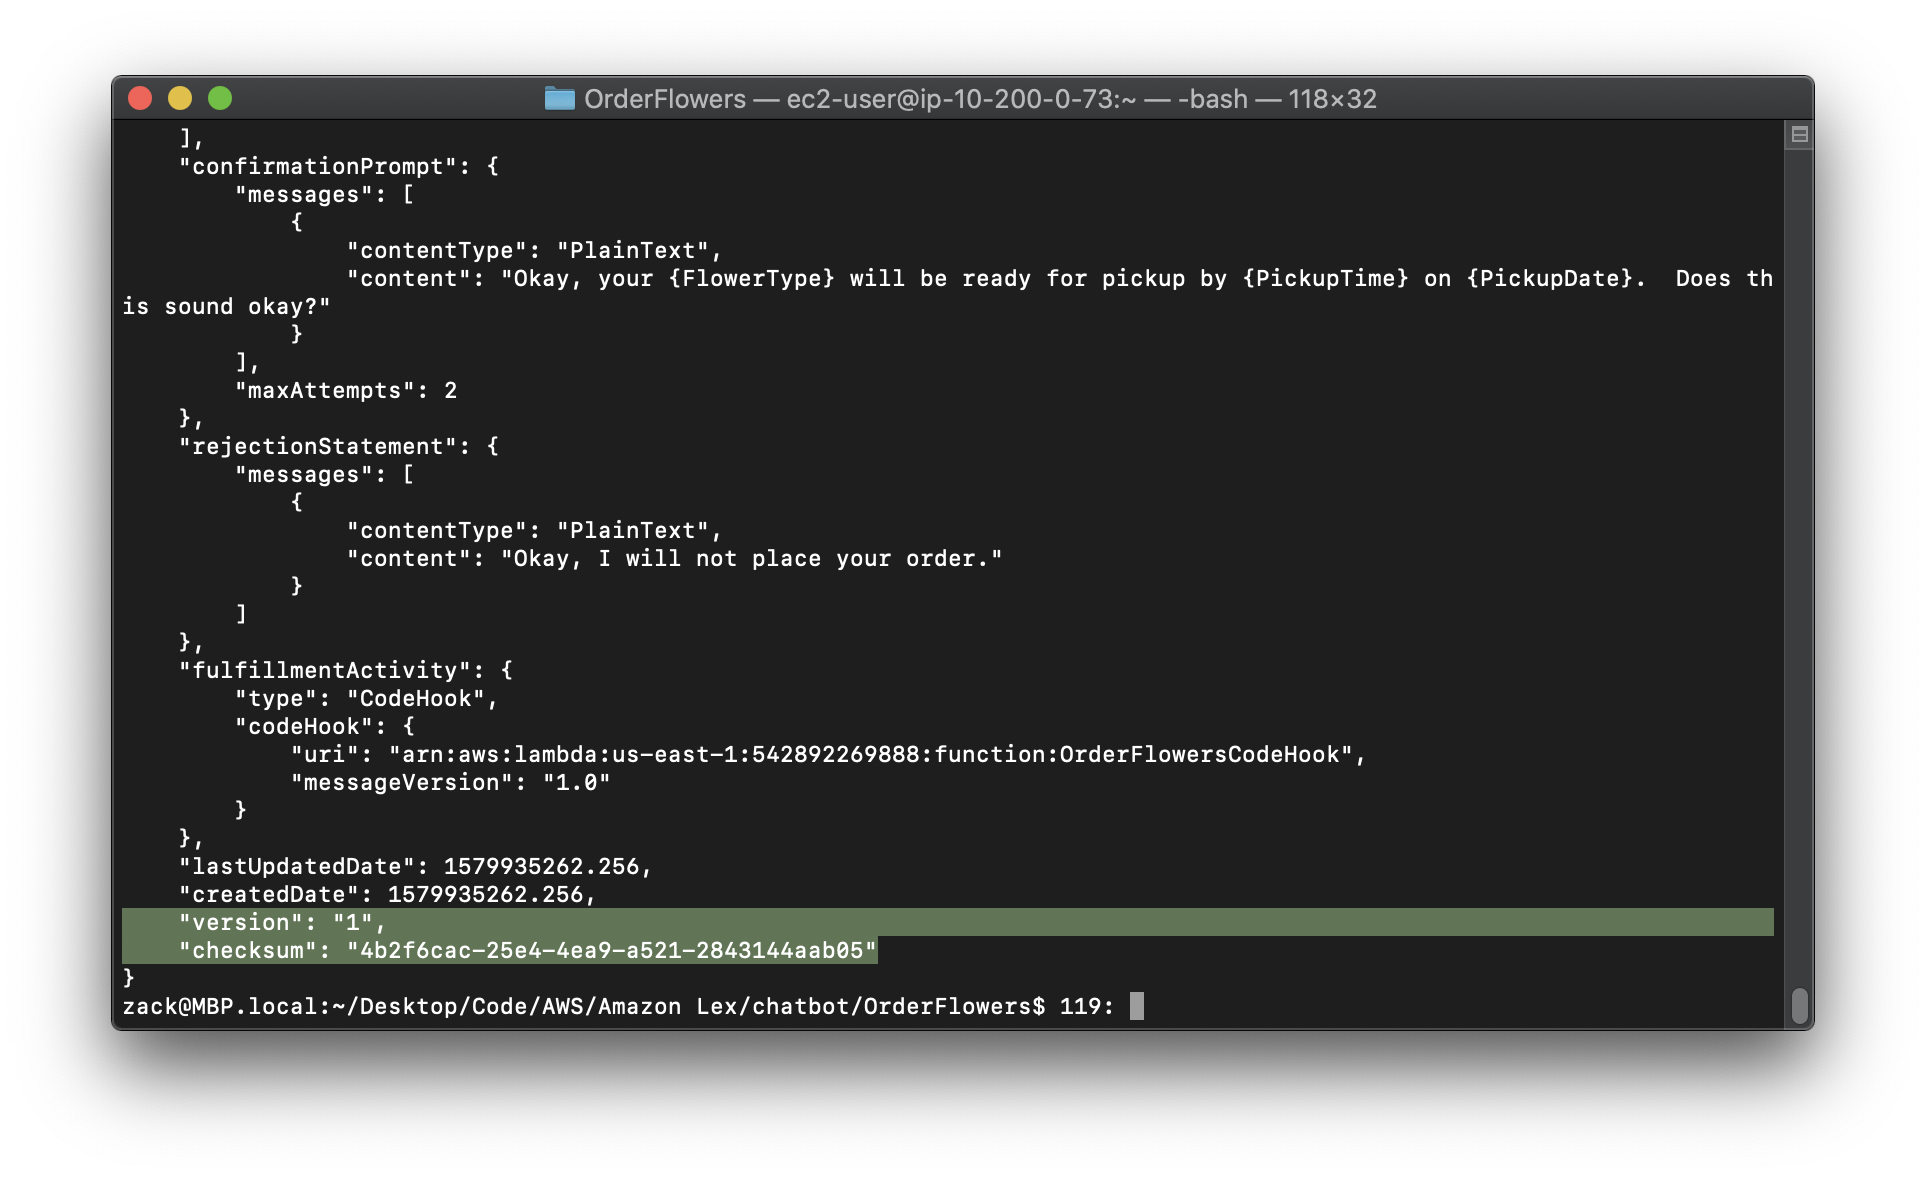 OrderFlowers — ec2-user@ip-10-200-0-73:~ — -bash — 118×32
    ],
    "confirmationPrompt": {
        "messages": [
            {
                "contentType": "PlainText",
                "content": "Okay, your {FlowerType} will be ready for pickup by {PickupTime} on {PickupDate}.  Does th
is sound okay?"
            }
        ],
        "maxAttempts": 2
    },
    "rejectionStatement": {
        "messages": [
            {
                "contentType": "PlainText",
                "content": "Okay, I will not place your order."
            }
        ]
    },
    "fulfillmentActivity": {
        "type": "CodeHook",
        "codeHook": {
            "uri": "arn:aws:lambda:us-east-1:542892269888:function:OrderFlowersCodeHook",
            "messageVersion": "1.0"
        }
    },
    "lastUpdatedDate": 1579935262.256,
    "createdDate": 1579935262.256,
    "version": "1",
    "checksum": "4b2f6cac-25e4-4ea9-a521-2843144aab05"
}
zack@MBP.local:~/Desktop/Code/AWS/Amazon Lex/chatbot/OrderFlowers$ 119: